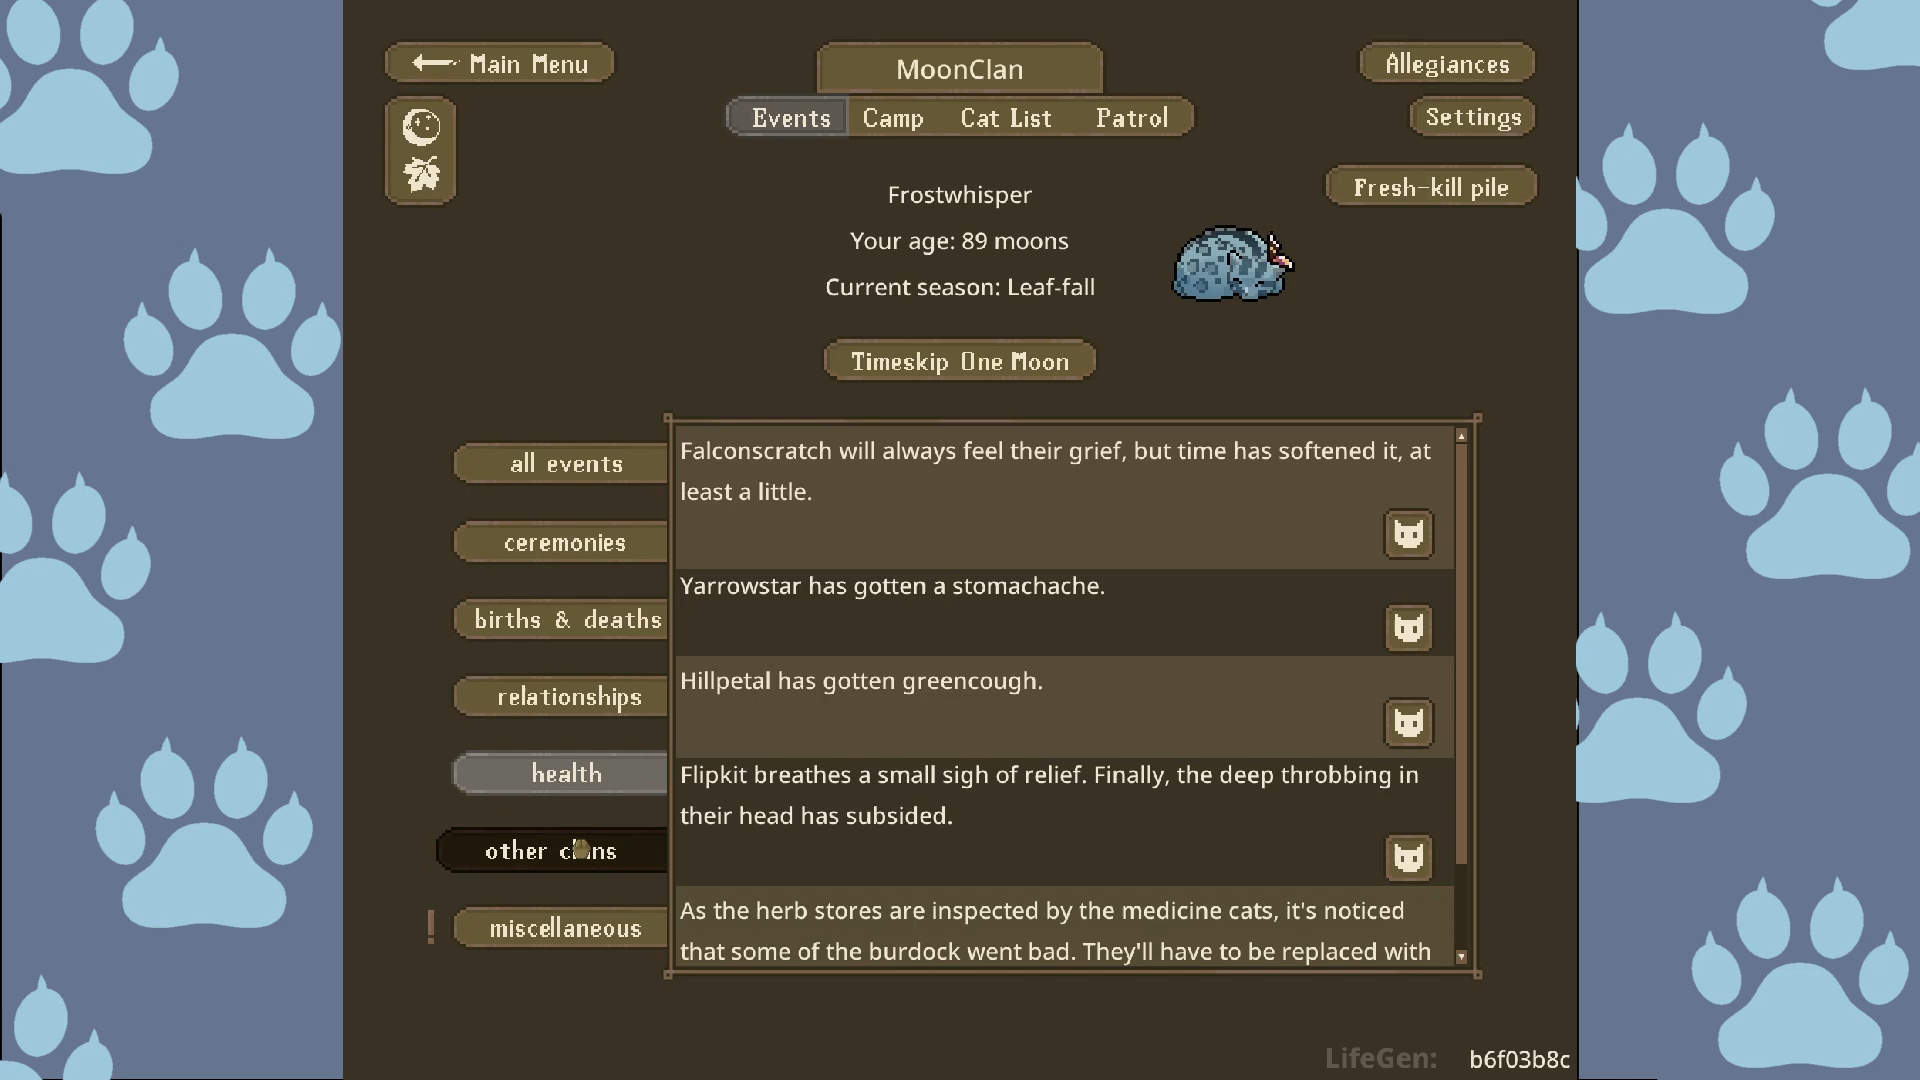 Main Menu
MoonClan
Allegiances
Events
Camp
Cat List
Patrol
Settings
Fresh-kill pile
Frostwhisper
Your age: 89 moons
Current season: Leaf-fall
Timeskip One Moon
all events
ceremonies
births & deaths
relationships
health
other clans
! miscellaneous
Falconscratch will always feel their grief, but time has softened it, at
least a little.
Yarrowstar has gotten a stomachache.
Hillpetal has gotten greencough.
Flipkit breathes a small sigh of relief. Finally, the deep throbbing in
their head has subsided.
As the herb stores are inspected by the medicine cats, it's noticed
that some of the burdock went bad. They'll have to be replaced with
LifeGen: b6f03b8c